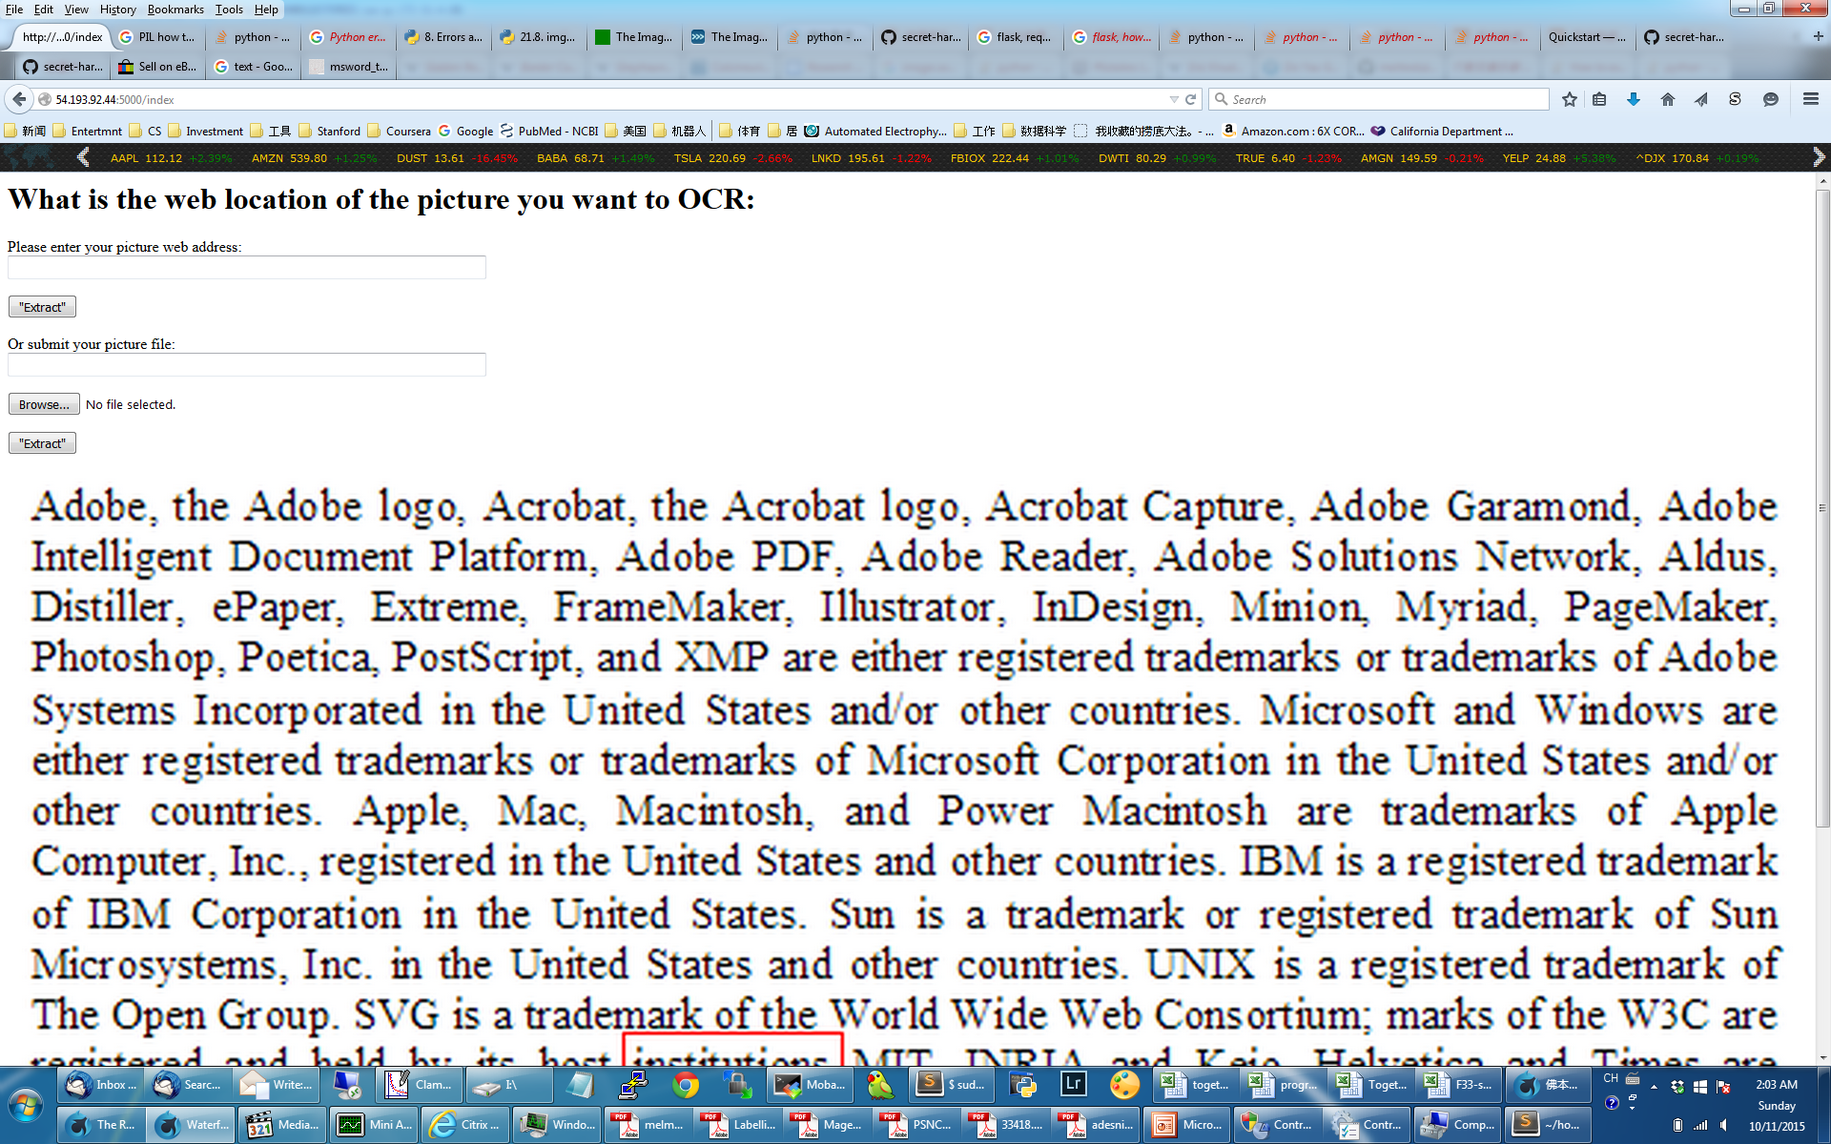 File Edit View History Bookmarks Tools Help
http://...0/index PIL how t... python - ... Python er... 8. Errors a... 21.8. img... The Imag... The Imag... python - ... secret-har... flask, req... flask, how... python - ... python - ... python - ... python - ... Quickstart — ... secret-har...
secret-har... Sell on eB... text - Goo... msword_t...
54.193.92.44:5000/index Search
新闻 Entertmnt CS Investment 工具 Stanford Coursera Google PubMed - NCBI 美国 机器人 体育 居 Automated Electrophy... 工作 数据科学 我收藏的捞底大法。- ... Amazon.com : 6X COR... California Department ...
AAPL 112.12 +2.39% AMZN 539.80 +1.25% DUST 13.61 -16.45% BABA 68.71 +1.49% TSLA 220.69 -2.66% LNKD 195.61 -1.22% FBIOX 222.44 +1.01% DWTI 80.29 +0.99% TRUE 6.40 -1.23% AMGN 149.59 -0.21% YELP 24.88 +5.38% ^DJX 170.84 +0.19%
What is the web location of the picture you want to OCR:
Please enter your picture web address:
"Extract"
Or submit your picture file:
Browse... No file selected.
"Extract"
Adobe, the Adobe logo, Acrobat, the Acrobat logo, Acrobat Capture, Adobe Garamond, Adobe
Intelligent Document Platform, Adobe PDF, Adobe Reader, Adobe Solutions Network, Aldus,
Distiller, ePaper, Extreme, FrameMaker, Illustrator, InDesign, Minion, Myriad, PageMaker,
Photoshop, Poetica, PostScript, and XMP are either registered trademarks or trademarks of Adobe
Systems Incorporated in the United States and/or other countries. Microsoft and Windows are
either registered trademarks or trademarks of Microsoft Corporation in the United States and/or
other countries. Apple, Mac, Macintosh, and Power Macintosh are trademarks of Apple
Computer, Inc., registered in the United States and other countries. IBM is a registered trademark
of IBM Corporation in the United States. Sun is a trademark or registered trademark of Sun
Microsystems, Inc. in the United States and other countries. UNIX is a registered trademark of
The Open Group. SVG is a trademark of the World Wide Web Consortium; marks of the W3C are
registered and held by its host institutions MIT, INRIA and Keio. Helvetica and Times are
Inbox ... Searc... Write:... Clam... I:\ Moba... $ sud... Lr toget... progr... Toget... F33-s... 佛本... CH 2:03 AM
Sunday
The R... Waterf... Media... Mini A... Citrix ... Windo... melm... Labelli... Mage... PSNC... 33418.... adesni... Micro... Contr... Contr... Comp... ~/ho... 10/11/2015